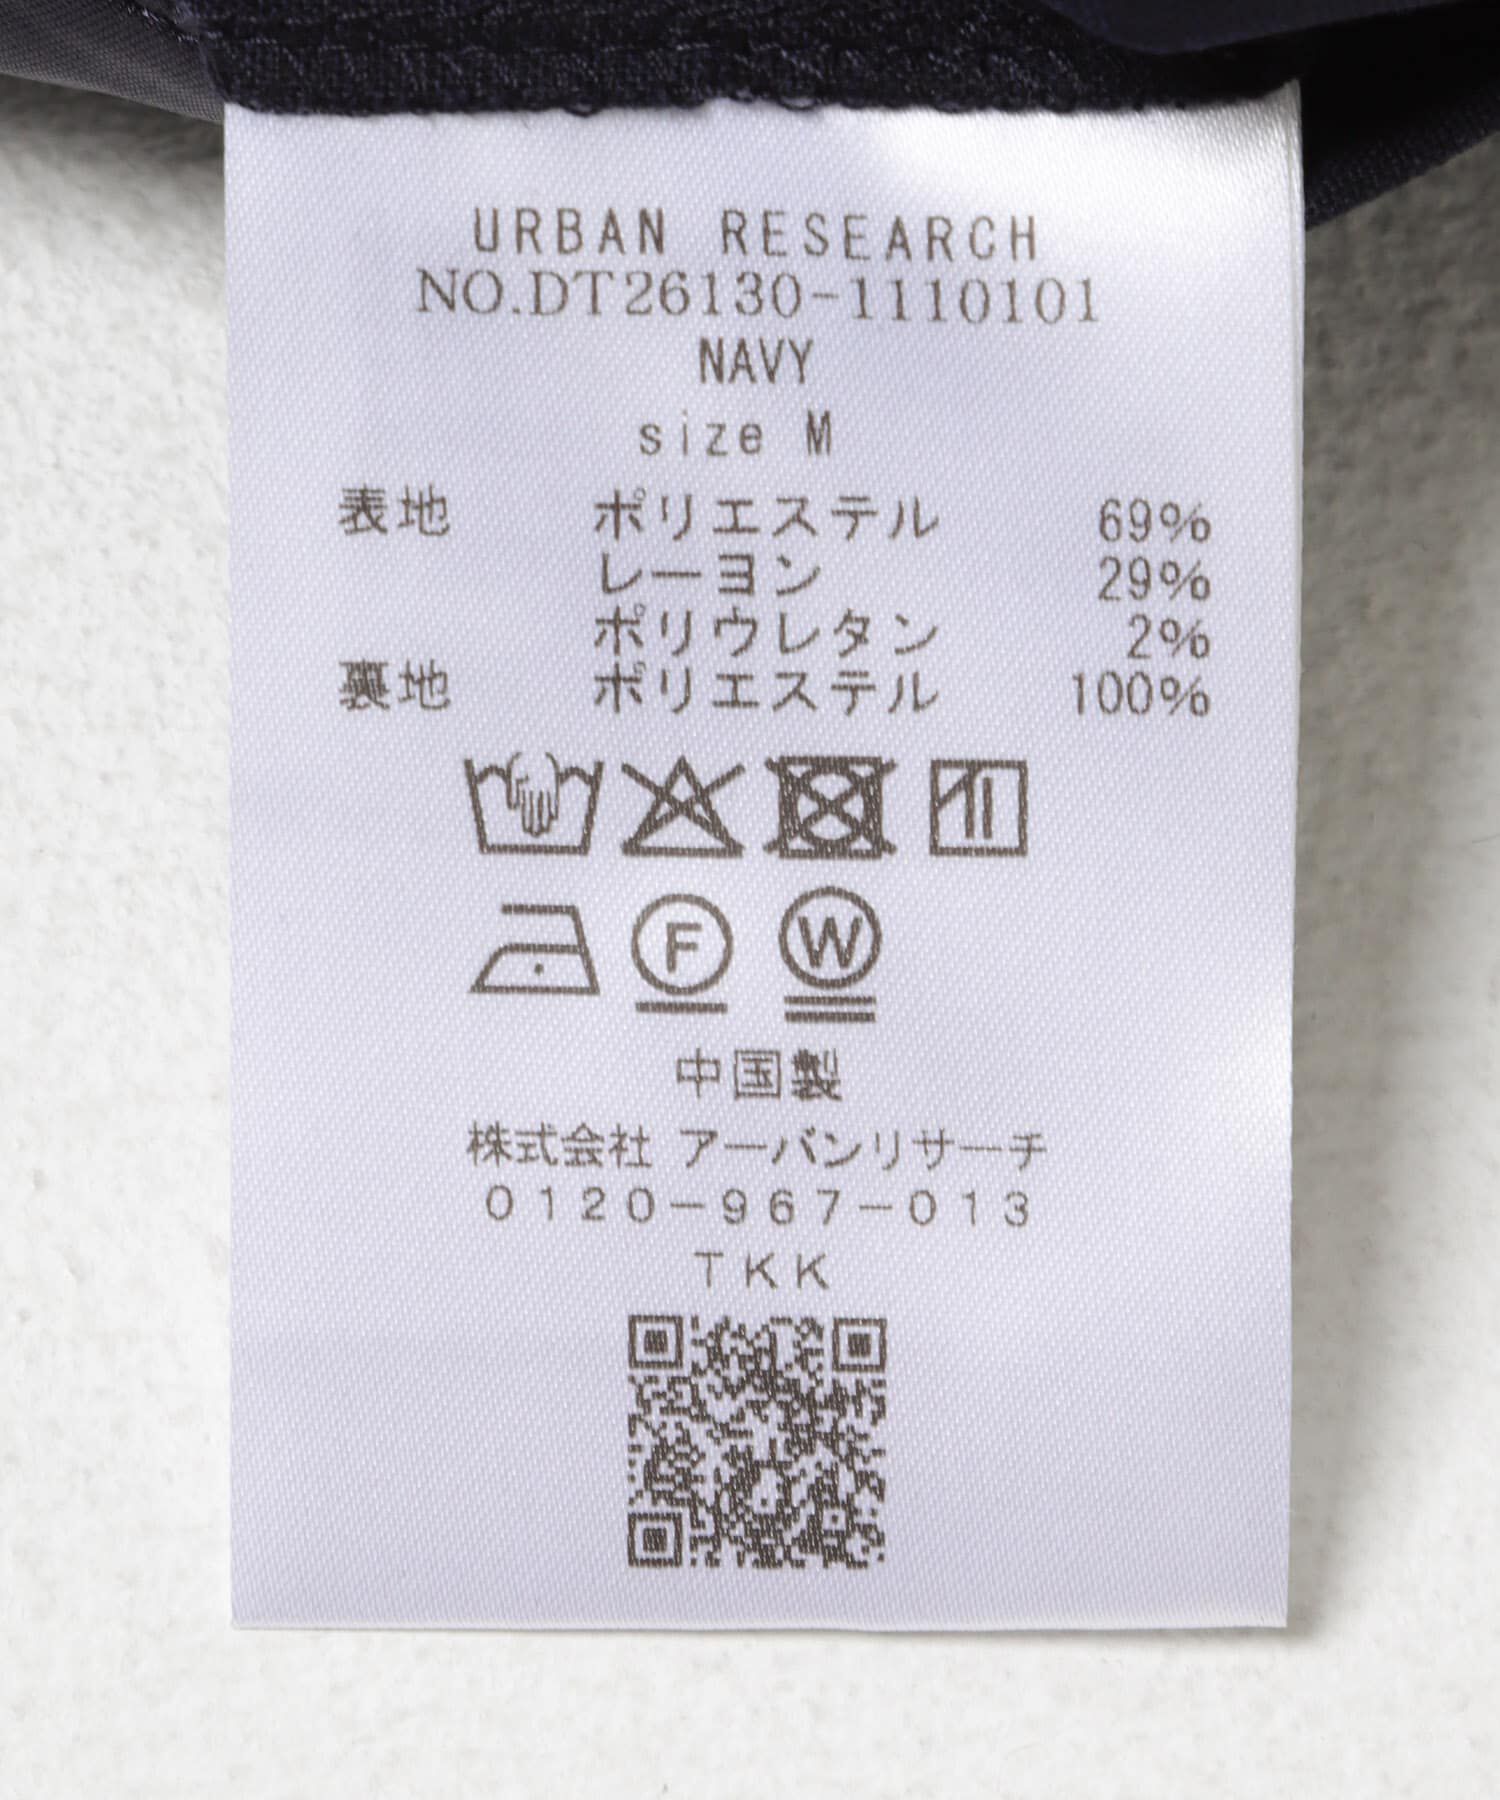 URBAN RESEARCH
NO.DT26130-1110101
NAVY
size M
表地 ポリエステル 69%
レーヨン 29%
ポリウレタン 2%
裏地 ポリエステル 100%
F W
中国製
株式会社 アーバンリサーチ
0120-967-013
TKK